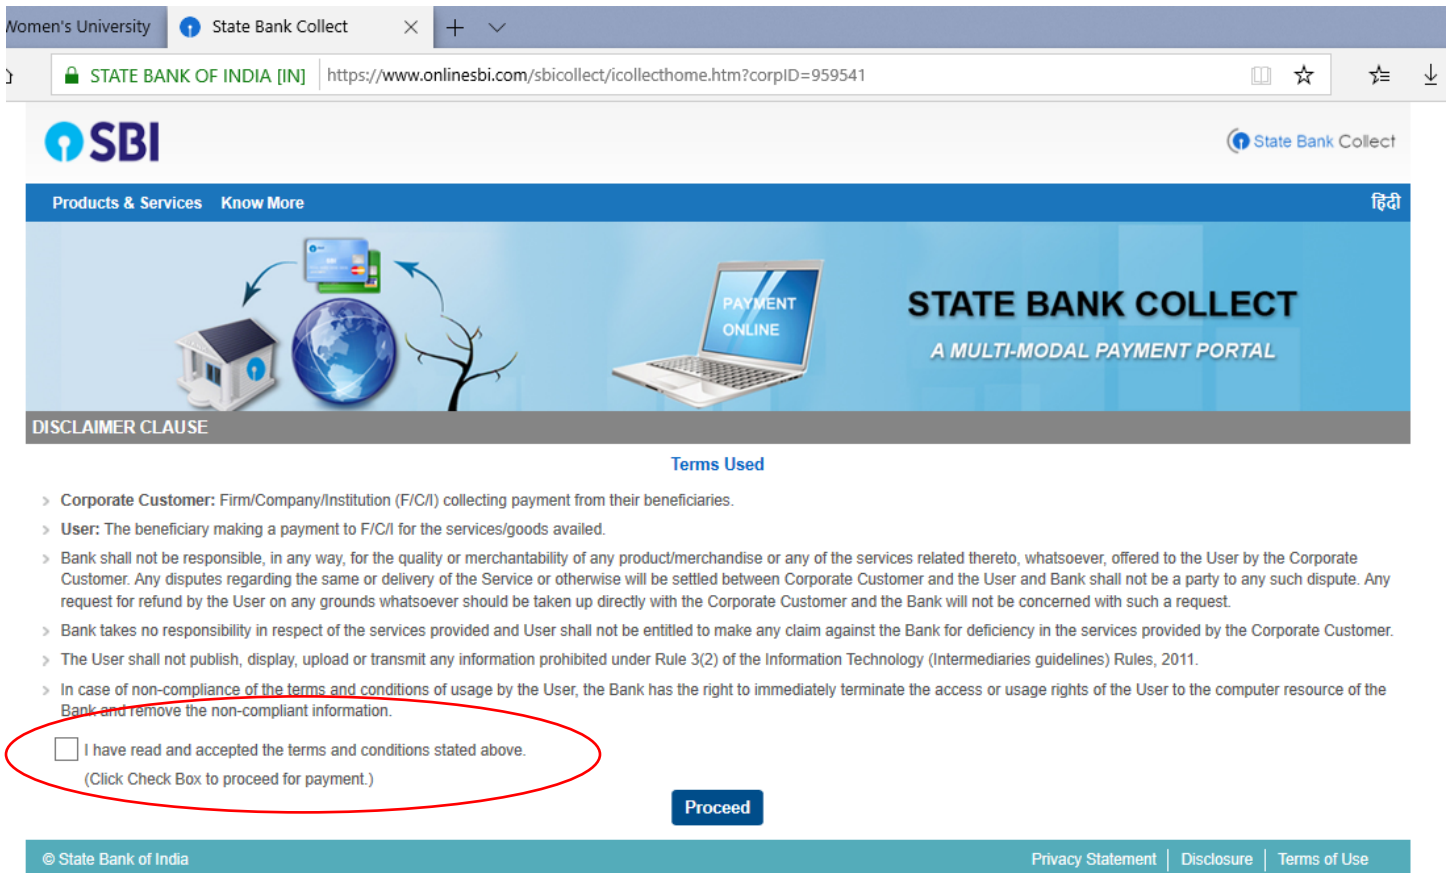 Women's University
State Bank Collect
STATE BANK OF INDIA [IN]
https://www.onlinesbi.com/sbicollect/icollecthome.htm?corpID=959541
SBI
State Bank Collect
Products & Services Know More
हिंदी
SBI
PAYMENT
ONLINE
STATE BANK COLLECT
A MULTI-MODAL PAYMENT PORTAL
DISCLAIMER CLAUSE
Terms Used
Corporate Customer: Firm/Company/Institution (F/C/I) collecting payment from their beneficiaries.
User: The beneficiary making a payment to F/C/I for the services/goods availed.
Bank shall not be responsible, in any way, for the quality or merchantability of any product/merchandise or any of the services related thereto, whatsoever, offered to the User by the Corporate
Customer. Any disputes regarding the same or delivery of the Service or otherwise will be settled between Corporate Customer and the User and Bank shall not be a party to any such dispute. Any
request for refund by the User on any grounds whatsoever should be taken up directly with the Corporate Customer and the Bank will not be concerned with such a request.
Bank takes no responsibility in respect of the services provided and User shall not be entitled to make any claim against the Bank for deficiency in the services provided by the Corporate Customer.
The User shall not publish, display, upload or transmit any information prohibited under Rule 3(2) of the Information Technology (Intermediaries guidelines) Rules, 2011.
In case of non-compliance of the terms and conditions of usage by the User, the Bank has the right to immediately terminate the access or usage rights of the User to the computer resource of the
Bank and remove the non-compliant information.
I have read and accepted the terms and conditions stated above.
(Click Check Box to proceed for payment.)
Proceed
© State Bank of India
Privacy Statement
Disclosure
Terms of Use